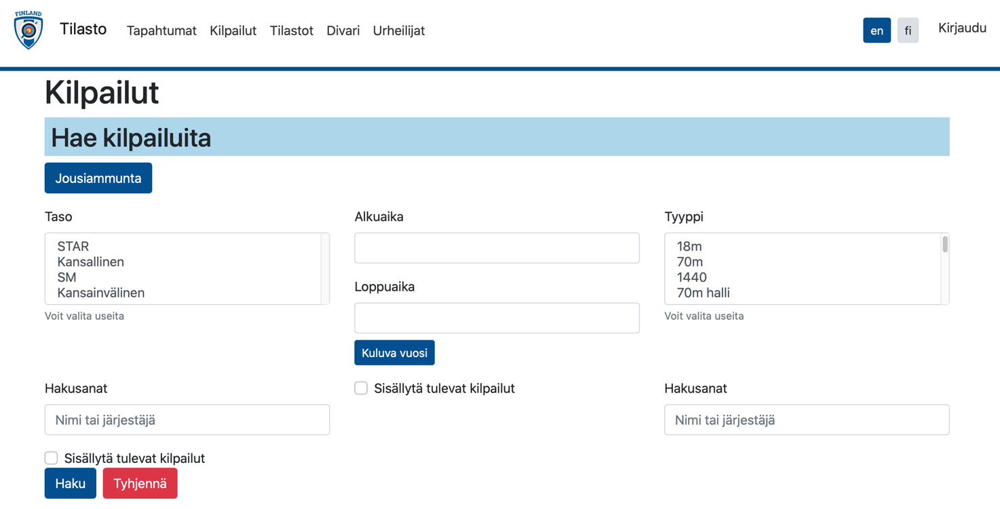 FINLAND
Tilasto
Tapahtumat Kilpailut Tilastot Divari Urheilijat
en fi Kirjaudu
Kilpailut
Hae kilpailuita
Jousiammunta
Taso
STAR
Kansallinen
SM
Kansainvälinen
Voit valita useita
Alkuaika
Loppuaika
Kuluva vuosi
Tyyppi
18m
70m
1440
70m halli
Voit valita useita
Hakusanat
Nimi tai järjestäjä
Sisällytä tulevat kilpailut
Hakusanat
Nimi tai järjestäjä
Sisällytä tulevat kilpailut
Haku Tyhjennä